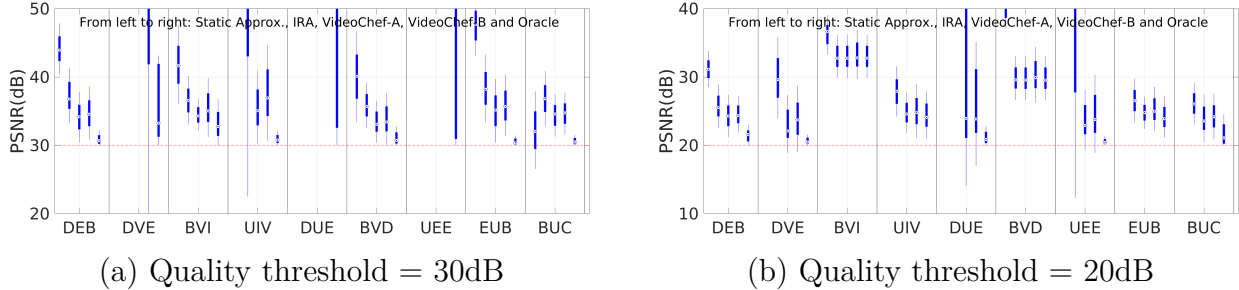 50
40
30
20
PSNR(dB)
From left to right: Static Approx., IRA, VideoChef-A, VideoChef-B and Oracle
DEB DVE BVI UIV DUE BVD UEE EUB BUC
(a) Quality threshold = 30dB
40
30
20
10
PSNR(dB)
From left to right: Static Approx., IRA, VideoChef-A, VideoChef-B and Oracle
DEB DVE BVI UIV DUE BVD UEE EUB BUC
(b) Quality threshold = 20dB